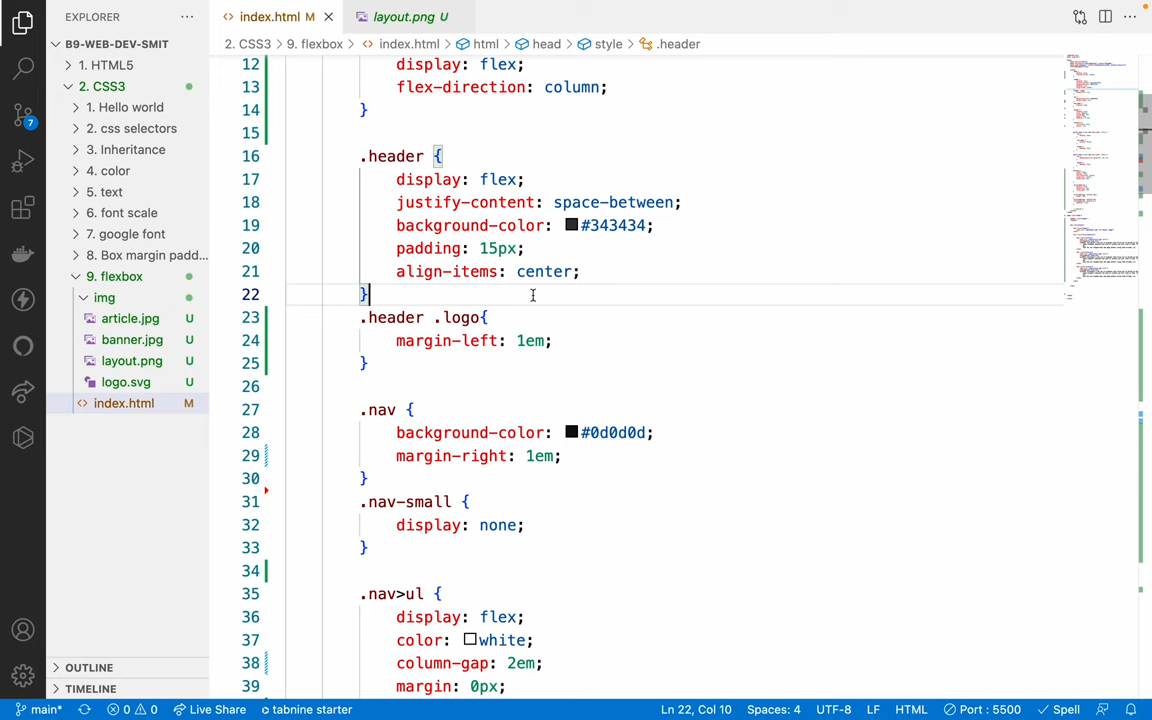 EXPLORER
index.html M
layout.png U
B9-WEB-DEV-SMIT
2. CSS3 > 9. flexbox > index.html > html > head > style > .header
1. HTML5
2. CSS3
1. Hello world
2. css selectors
3. Inheritance
4. color
5. text
6. font scale
7. google font
8. Box margin padd...
9. flexbox
img
article.jpg U
banner.jpg U
layout.png U
logo.svg U
index.html M
OUTLINE
TIMELINE
12 display: flex;
13 flex-direction: column;
14 }
15
16 .header {
17 display: flex;
18 justify-content: space-between;
19 background-color: #343434;
20 padding: 15px;
21 align-items: center;
22 }
23 .header .logo{
24 margin-left: 1em;
25 }
26
27 .nav {
28 background-color: #0d0d0d;
29 margin-right: 1em;
30 }
31 .nav-small {
32 display: none;
33 }
34
35 .nav>ul {
36 display: flex;
37 color: white;
38 column-gap: 2em;
39 margin: 0px;
7
main* 0 0 Live Share tabnine starter Ln 22, Col 10 Spaces: 4 UTF-8 LF HTML Port : 5500 Spell